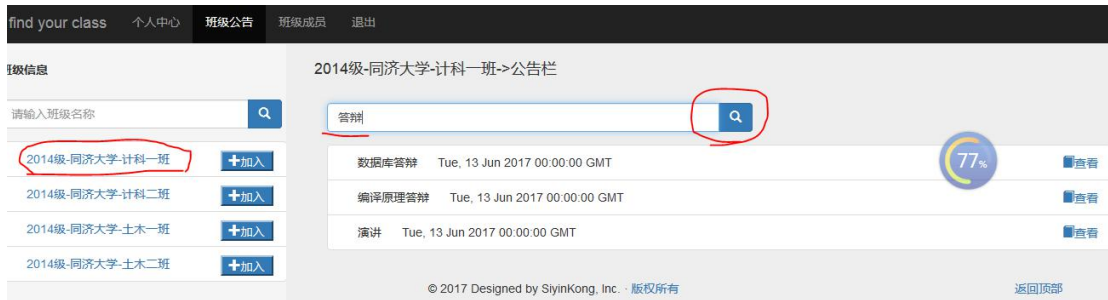 find your class 个人中心 班级公告 班级成员 退出
班级信息
2014级-同济大学-计科一班->公告栏
请输入班级名称
答辩
2014级-同济大学-计科一班 +加入
2014级-同济大学-计科二班 +加入
2014级-同济大学-土木一班 +加入
2014级-同济大学-土木二班 +加入
数据库答辩 Tue, 13 Jun 2017 00:00:00 GMT 查看
编译原理答辩 Tue, 13 Jun 2017 00:00:00 GMT 查看
演讲 Tue, 13 Jun 2017 00:00:00 GMT 查看
77%
© 2017 Designed by SiyinKong, Inc. · 版权所有 返回顶部